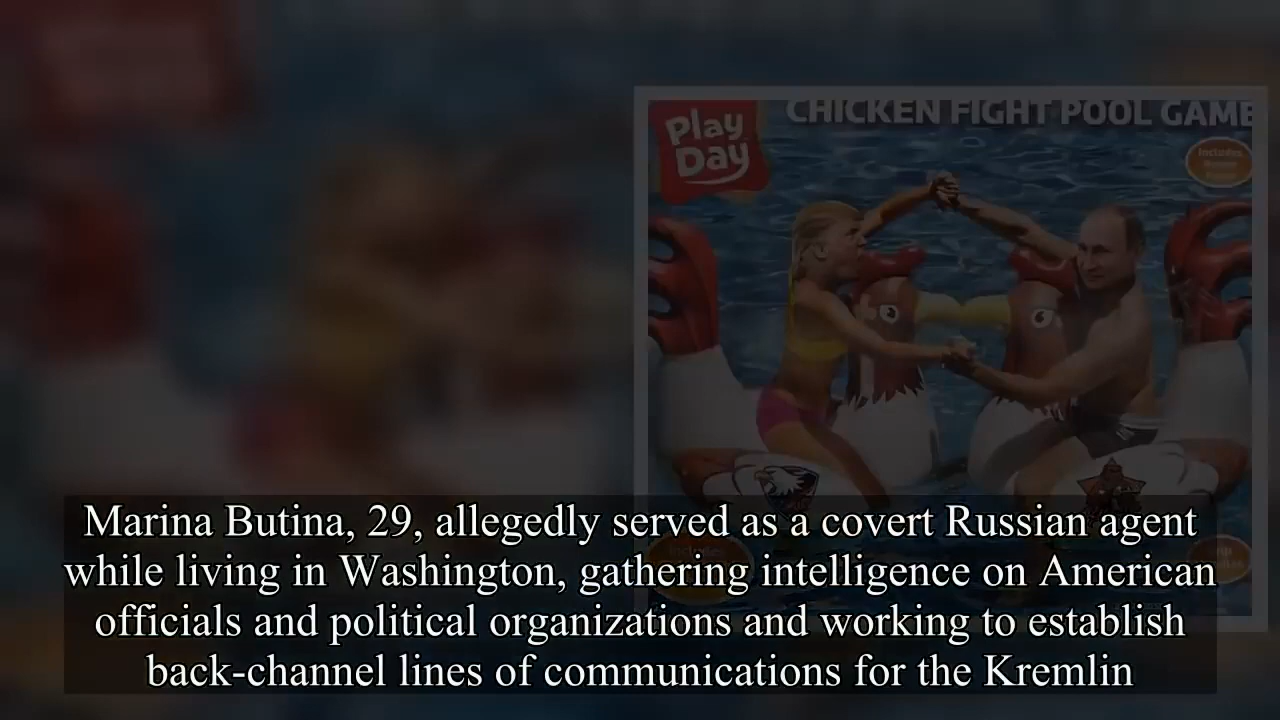 CHICKEN FIGHT POOL GAME
Play
Day
Includes
Marina Butina, 29, allegedly served as a covert Russian agent
while living in Washington, gathering intelligence on American
officials and political organizations and working to establish
back-channel lines of communications for the Kremlin